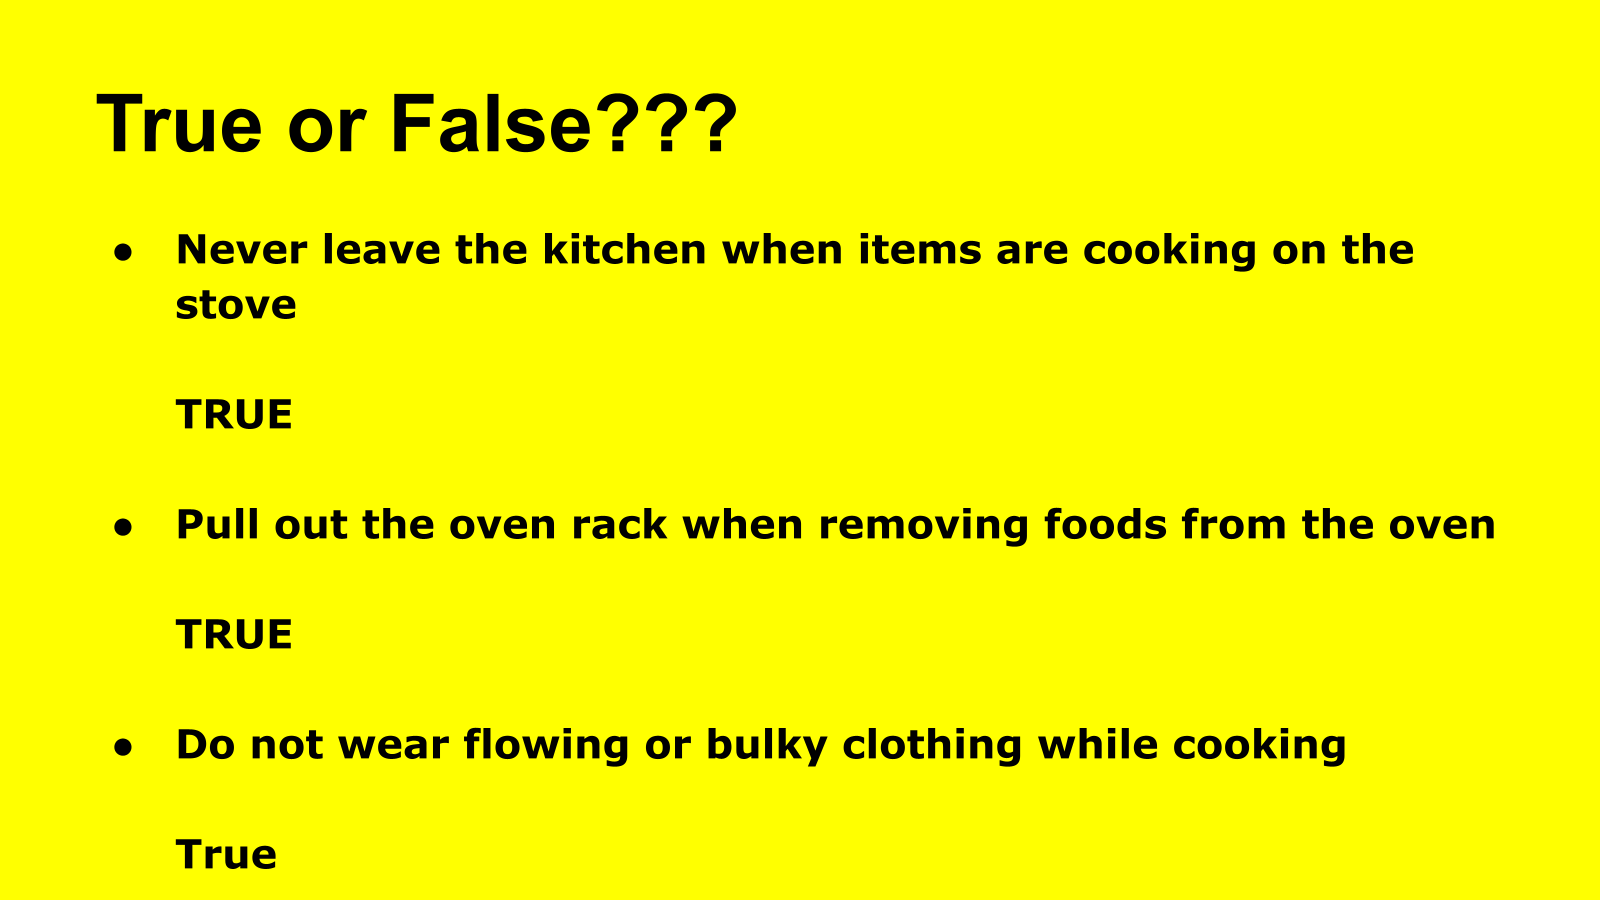 True or False???
● Never leave the kitchen when items are cooking on the
stove
TRUE
● Pull out the oven rack when removing foods from the oven
TRUE
● Do not wear flowing or bulky clothing while cooking
True